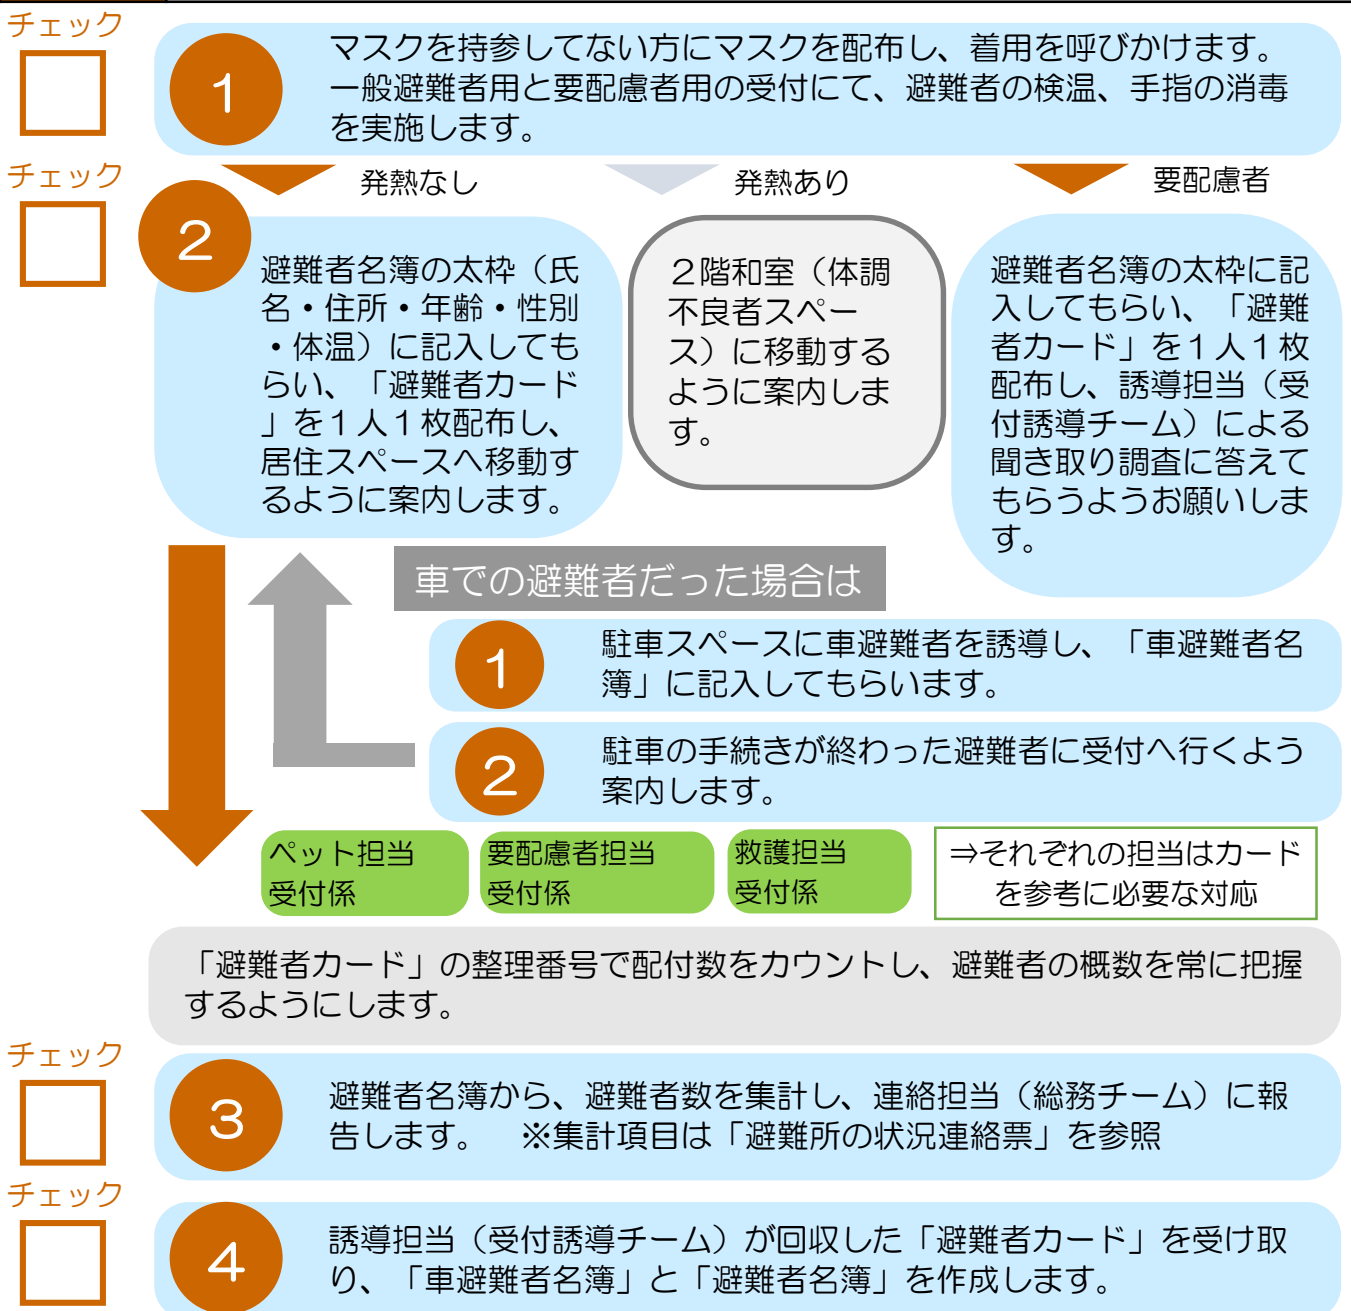 チェック
1
マスクを持参してない方にマスクを配布し、着用を呼びかけます。
一般避難者用と要配慮者用の受付にて、避難者の検温、手指の消毒
を実施します。
チェック
発熱なし
発熱あり
要配慮者
2
避難者名簿の太枠（氏
名・住所・年齢・性別
・体温）に記入しても
らい、「避難者カード
」を１人１枚配布し、
居住スペースへ移動す
るように案内します。
２階和室（体調
不良者スペー
ス）に移動する
ように案内しま
す。
避難者名簿の太枠に記
入してもらい、「避難
者カード」を１人１枚
配布し、誘導担当（受
付誘導チーム）による
聞き取り調査に答えて
もらうようお願いしま
す。
車での避難者だった場合は
1
駐車スペースに車避難者を誘導し、「車避難者名
簿」に記入してもらいます。
2
駐車の手続きが終わった避難者に受付へ行くよう
案内します。
ペット担当
受付係
要配慮者担当
受付係
救護担当
受付係
⇒それぞれの担当はカード
を参考に必要な対応
「避難者カード」の整理番号で配付数をカウントし、避難者の概数を常に把握
するようにします。
チェック
3
避難者名簿から、避難者数を集計し、連絡担当（総務チーム）に報
告します。　※集計項目は「避難所の状況連絡票」を参照
チェック
4
誘導担当（受付誘導チーム）が回収した「避難者カード」を受け取
り、「車避難者名簿」と「避難者名簿」を作成します。